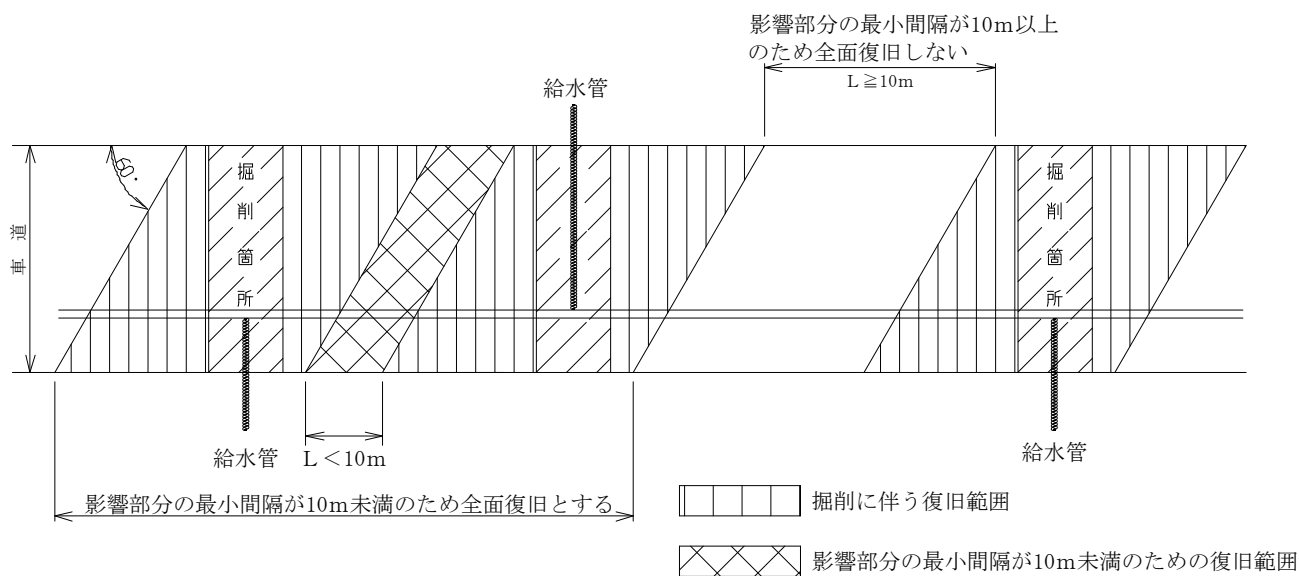 影響部分の最小間隔が10m以上
のため全面復旧しない
L≧10m
給水管
60°
掘削箇所
掘削箇所
車道
給水管
L<10m
給水管
影響部分の最小間隔が10m未満のため全面復旧とする
掘削に伴う復旧範囲
影響部分の最小間隔が10m未満のための復旧範囲